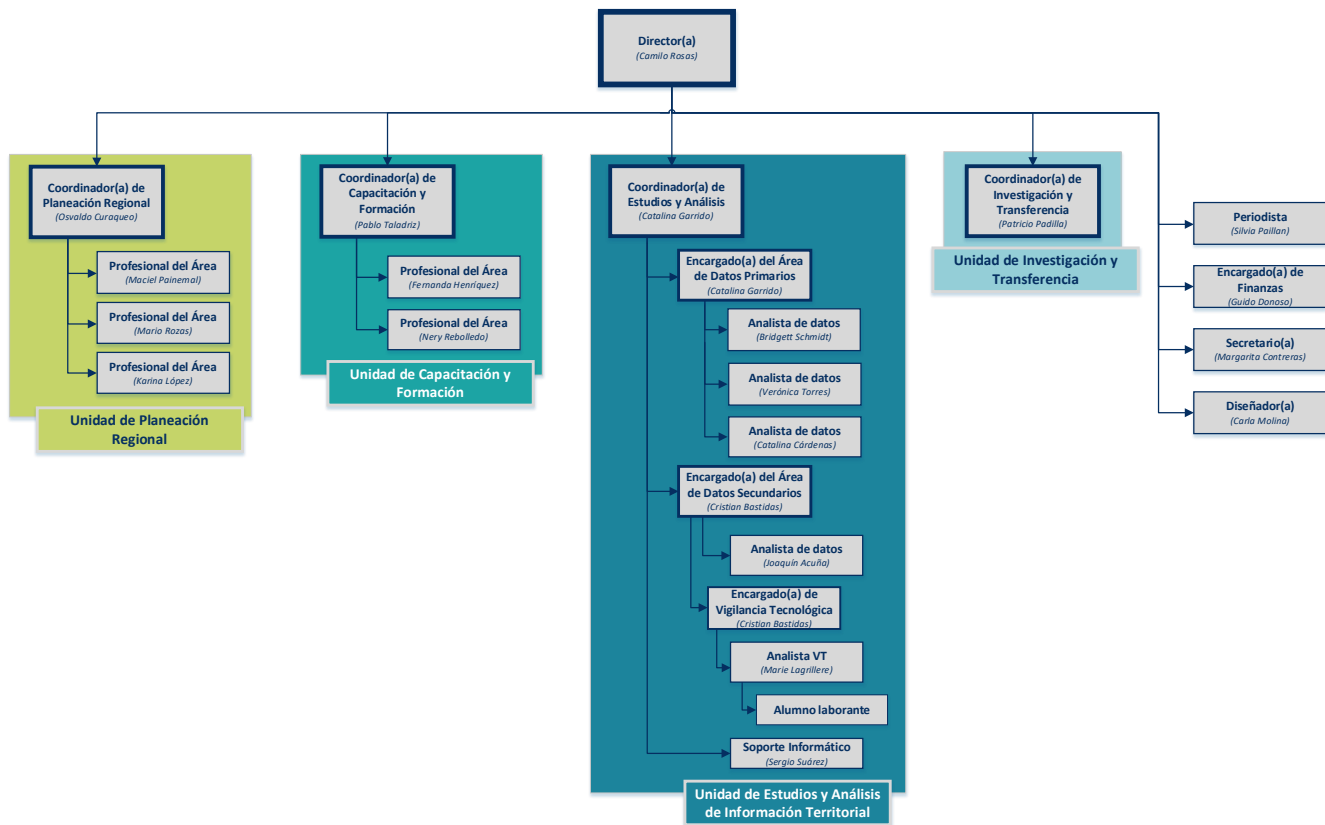 Director(a)
(Camilo Rosas)
Coordinador(a) de
Planeación Regional
(Osvaldo Curaqueo)
Profesional del Área
(Maciel Painemal)
Profesional del Área
(Mario Rozas)
Profesional del Área
(Karina López)
Unidad de Planeación
Regional
Coordinador(a) de
Capacitación y
Formación
(Pablo Taladriz)
Profesional del Área
(Fernanda Henríquez)
Profesional del Área
(Nery Rebolledo)
Unidad de Capacitación y
Formación
Coordinador(a) de
Estudios y Análisis
(Catalina Garrido)
Encargado(a) del Área
de Datos Primarios
(Catalina Garrido)
Analista de datos
(Bridgett Schmidt)
Analista de datos
(Verónica Torres)
Analista de datos
(Catalina Cárdenas)
Encargado(a) del Área
de Datos Secundarios
(Cristian Bastidas)
Analista de datos
(Joaquín Acuña)
Encargado(a) de
Vigilancia Tecnológica
(Cristian Bastidas)
Analista VT
(Marie Lagrillere)
Alumno laborante
Soporte Informático
(Sergio Suárez)
Unidad de Estudios y Análisis
de Información Territorial
Coordinador(a) de
Investigación y
Transferencia
(Patricio Padilla)
Unidad de Investigación y
Transferencia
Periodista
(Silvia Paillan)
Encargado(a) de
Finanzas
(Guido Donoso)
Secretario(a)
(Margarita Contreras)
Diseñador(a)
(Carla Molina)